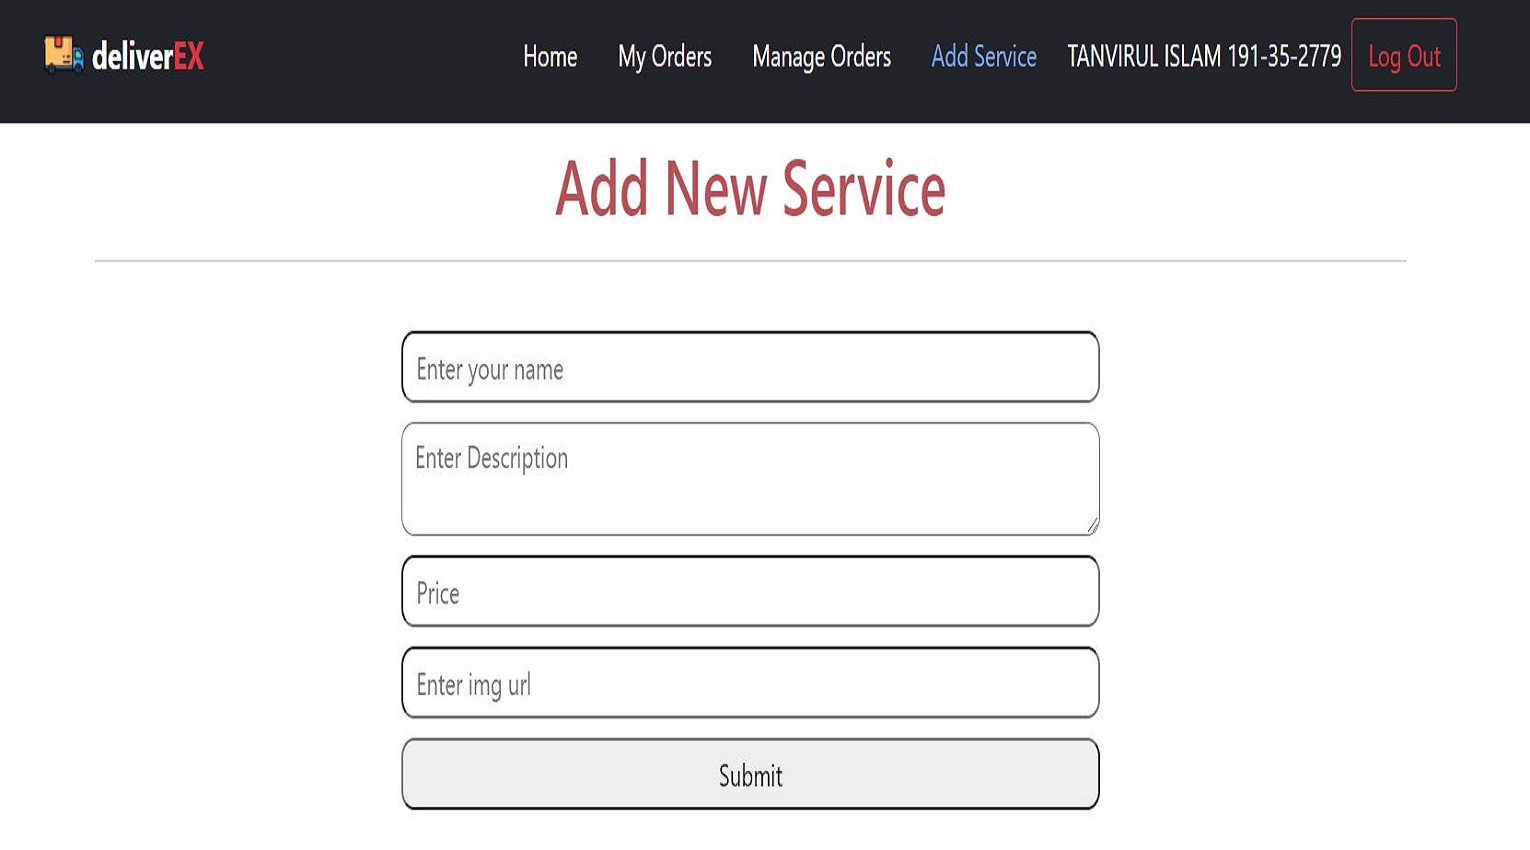 deliverEX Home My Orders Manage Orders Add Service TANVIRUL ISLAM 191-35-2779 Log Out
Add New Service
Enter your name
Enter Description
Price
Enter img url
Submit